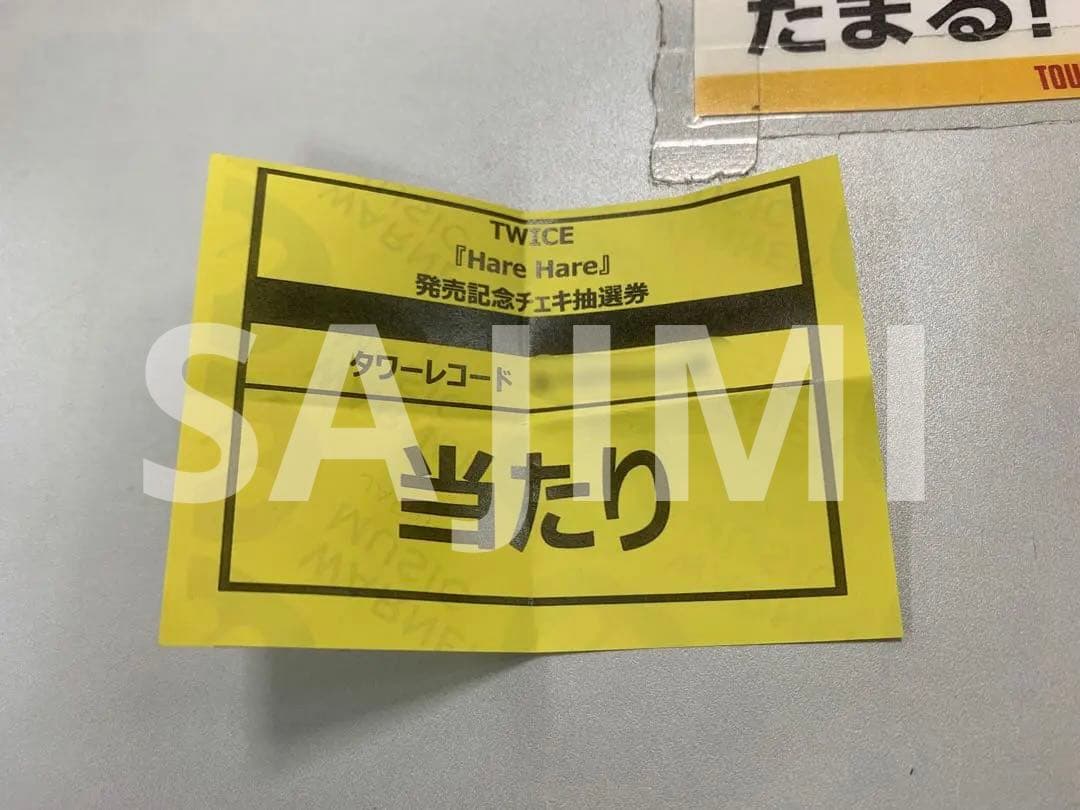 たまる!
TOU
TWICE
『Hare Hare』
発売記念チェキ抽選券
タワーレコード
当たり
SAJIMI